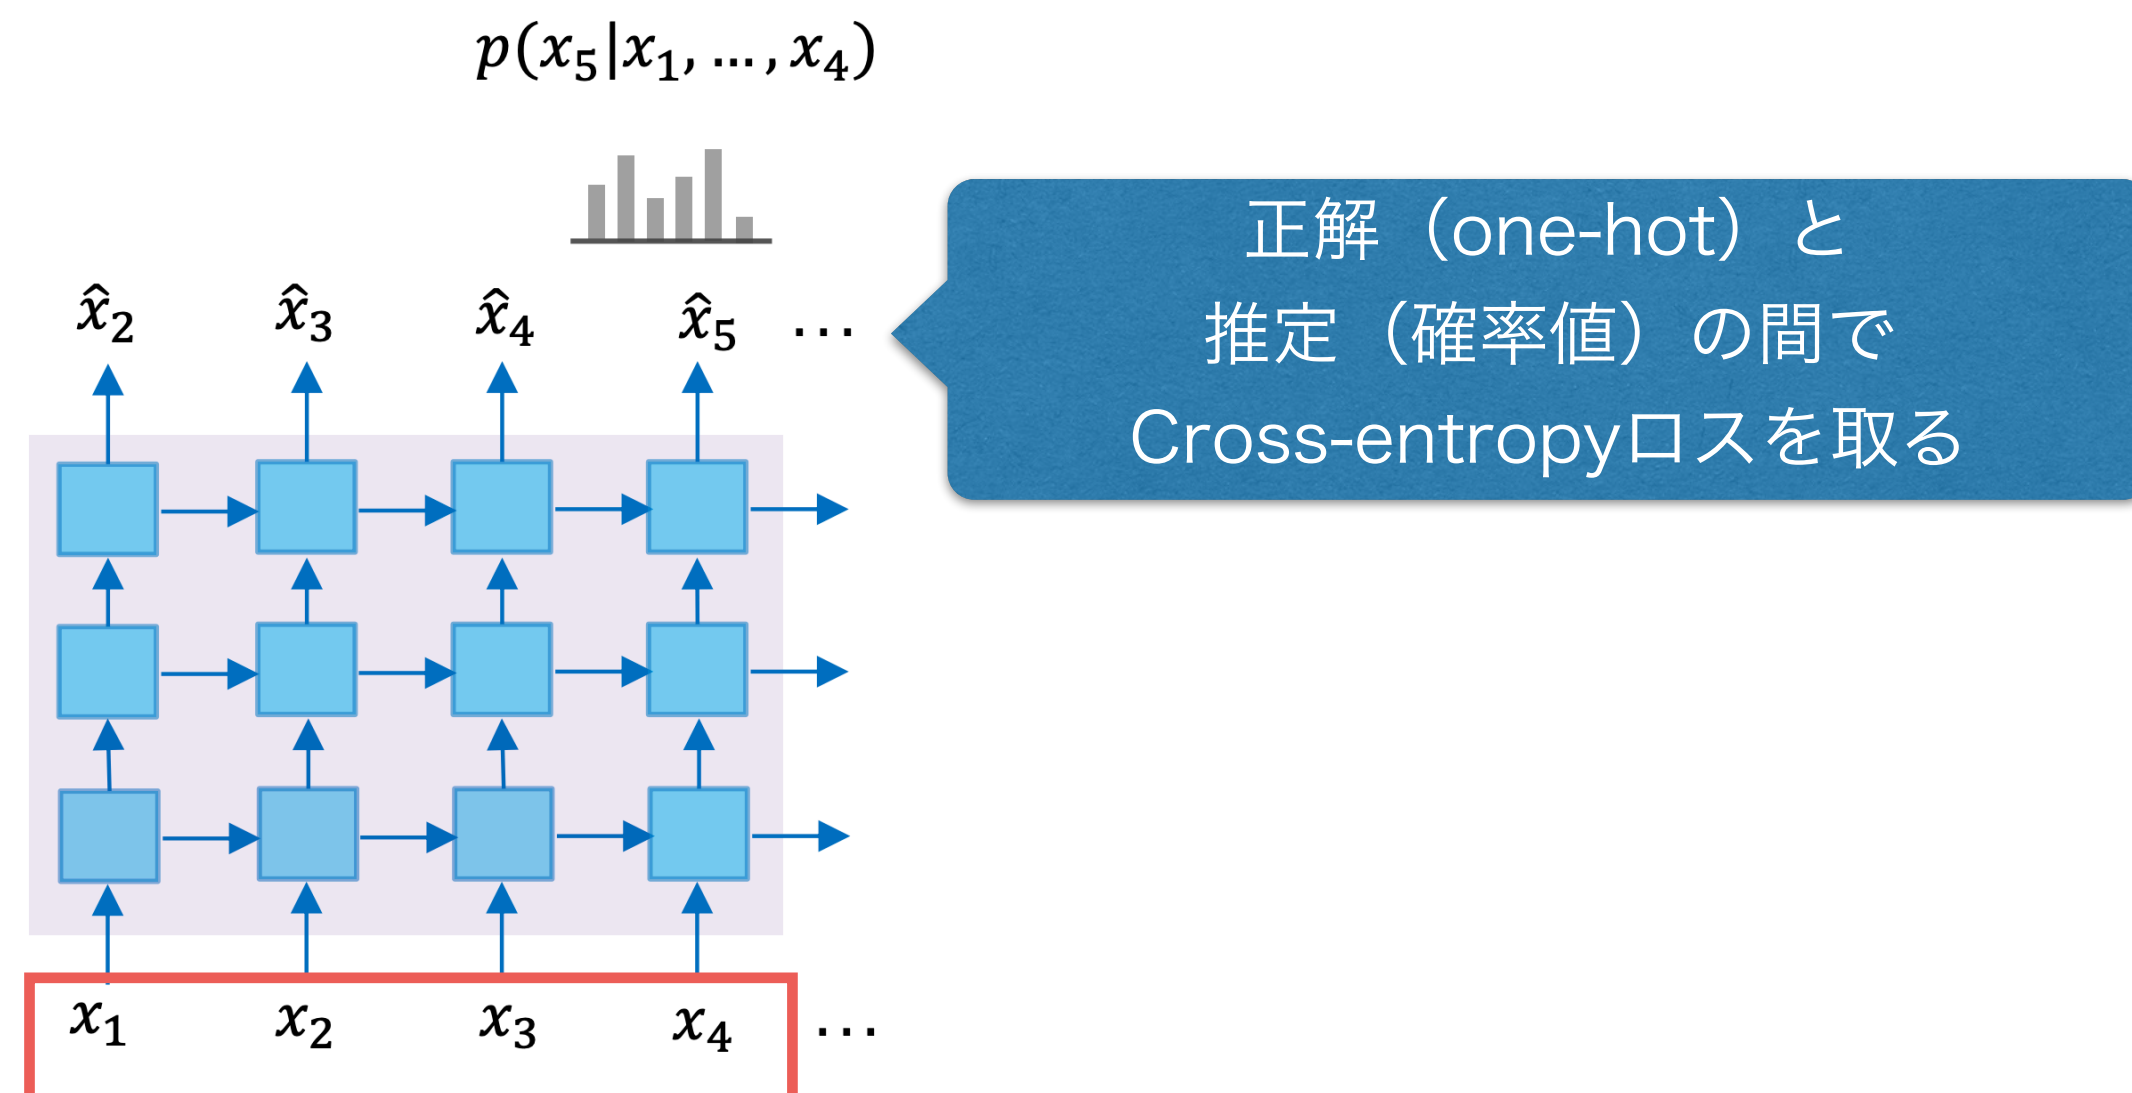 p(x₅|x₁, …, x₄)
正解（one-hot）と
推定（確率値）の間で
Cross-entropyロスを取る
x̂₂ x̂₃ x̂₄ x̂₅ …
x₁ x₂ x₃ x₄ …